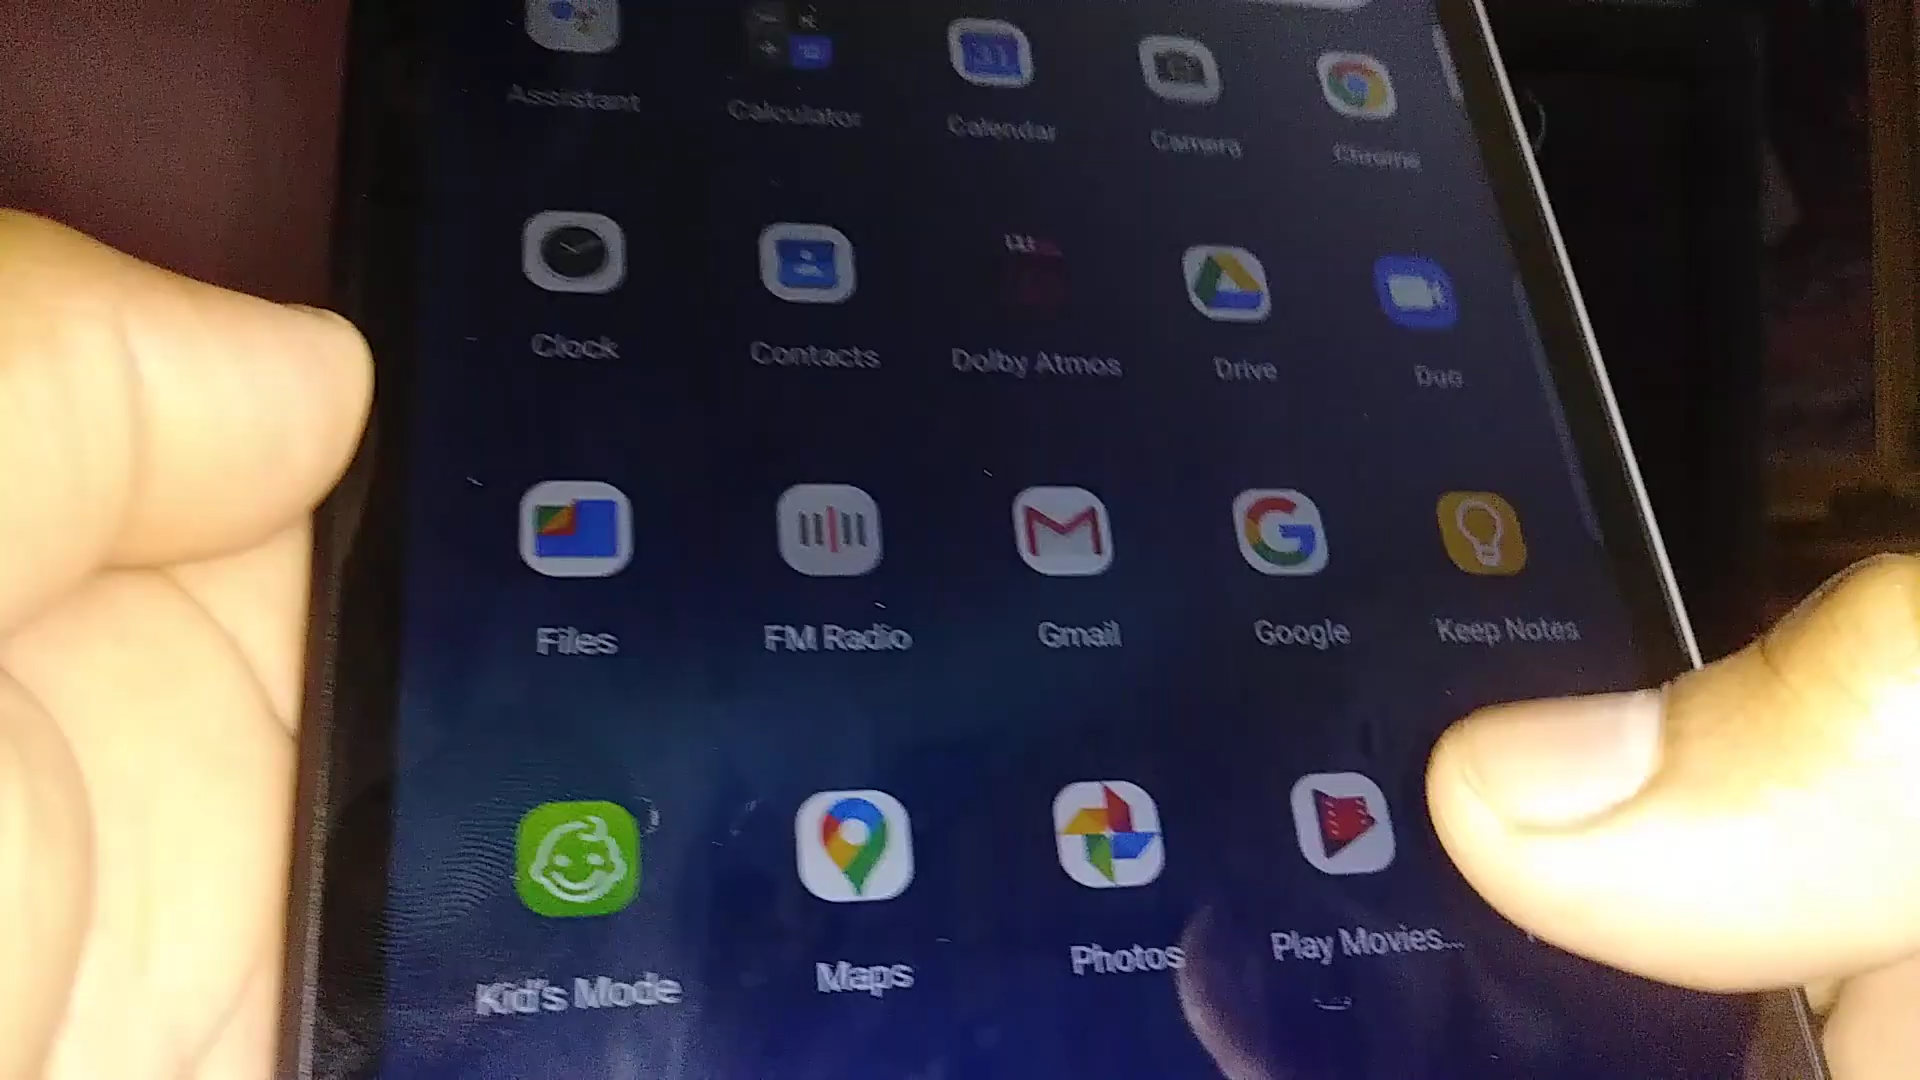 Assistant Calculator Calendar Camera Chrome
31
Clock Contacts Dolby Atmos Drive Duo
Files FM Radio Gmail Google Keep Notes
Kid's Mode Maps Photos Play Movies...